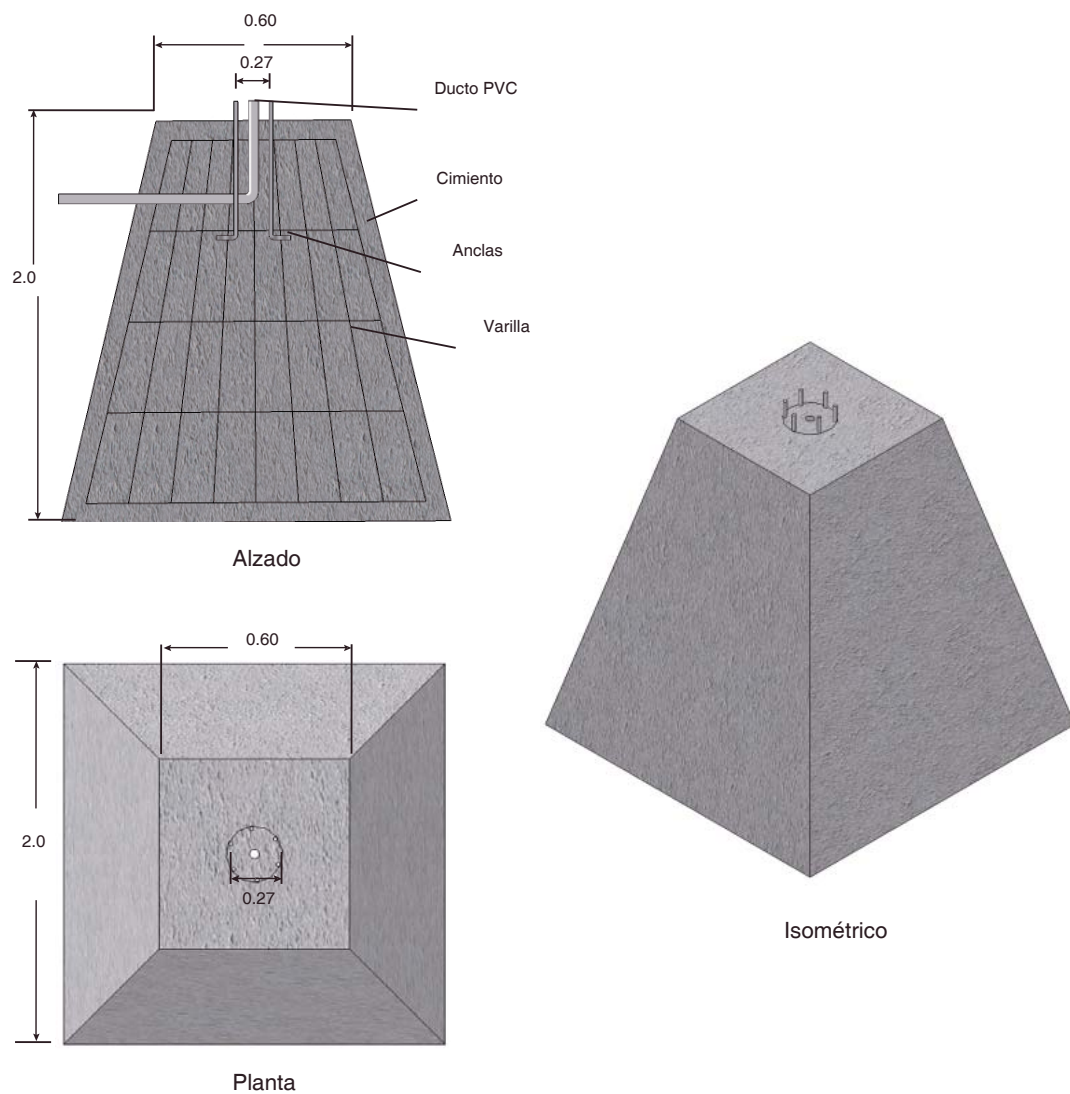 0.60
0.27
Ducto PVC
Cimiento
Anclas
2.0
Varilla
Alzado
0.60
2.0
0.27
Isométrico
Planta